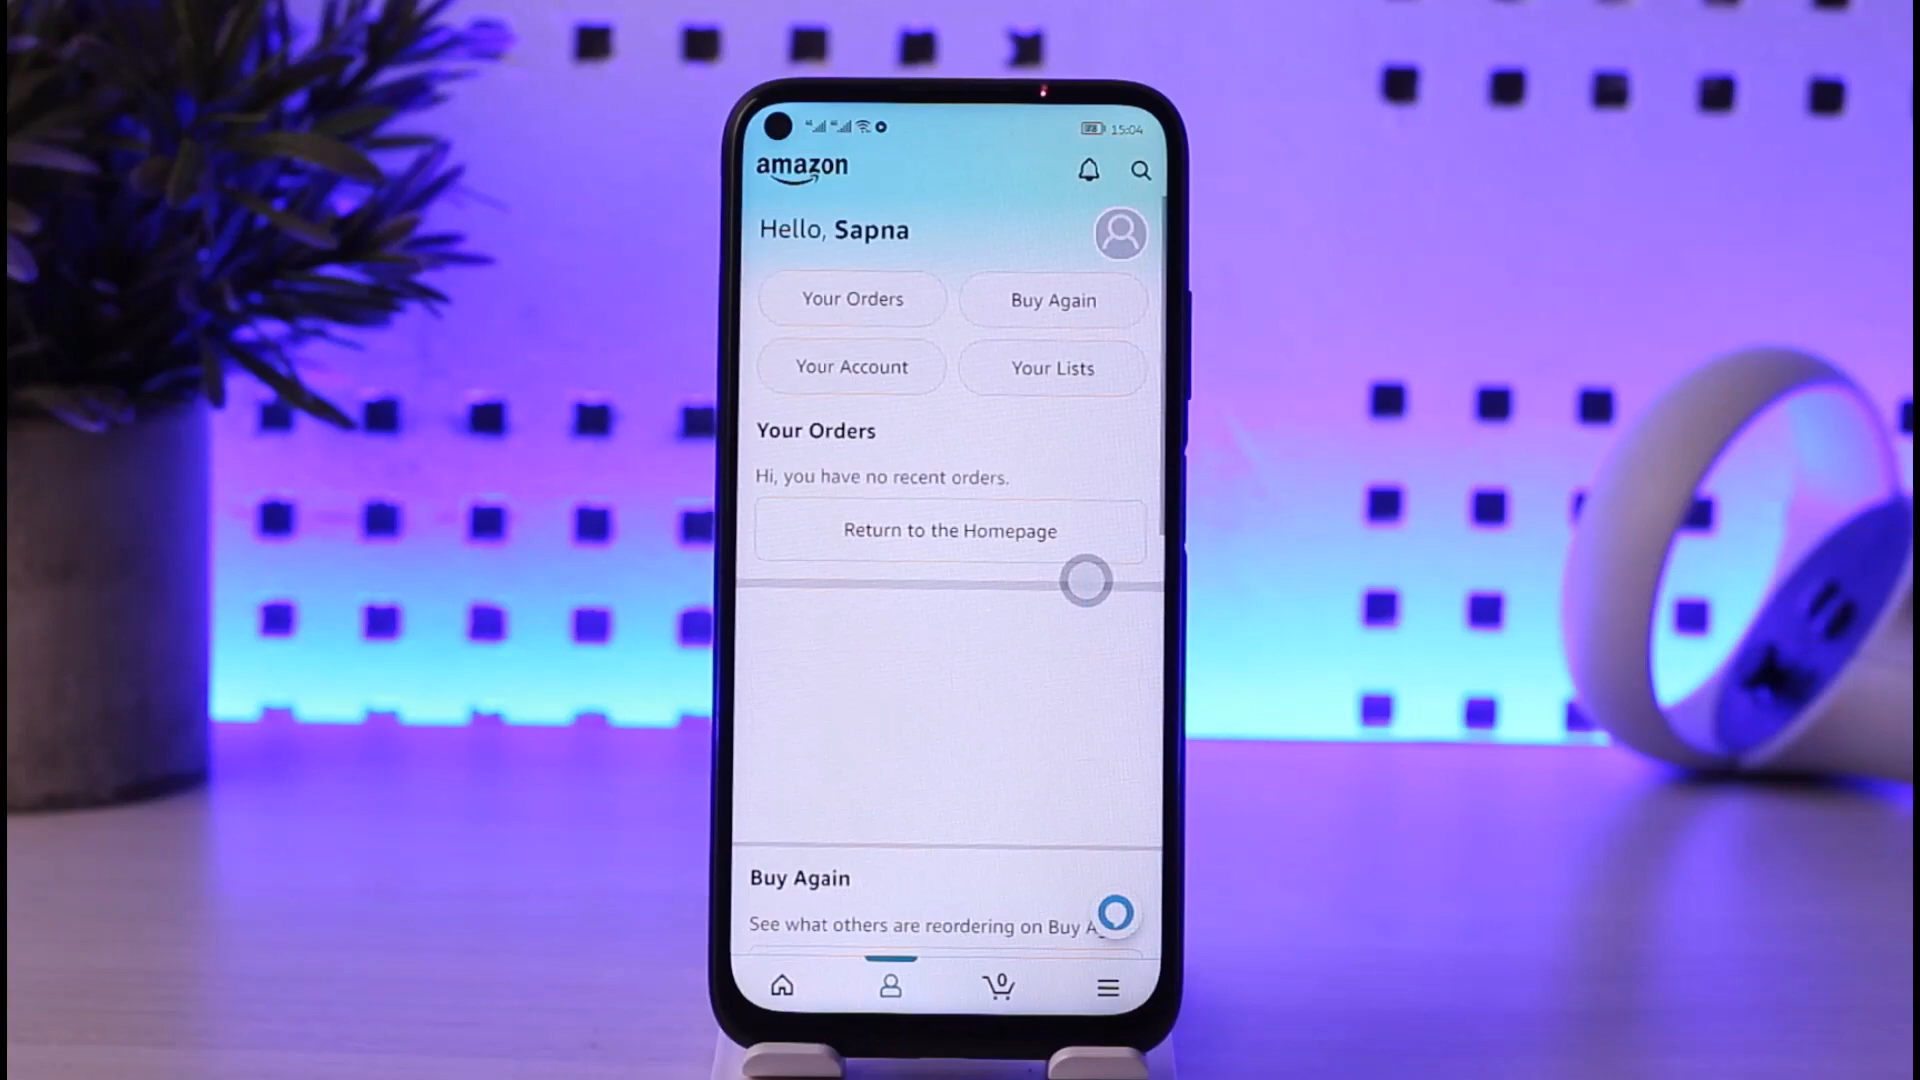 15:04
amazon
Hello, Sapna
Your Orders
Buy Again
Your Account
Your Lists
Your Orders
Hi, you have no recent orders.
Return to the Homepage
Buy Again
See what others are reordering on Buy
0